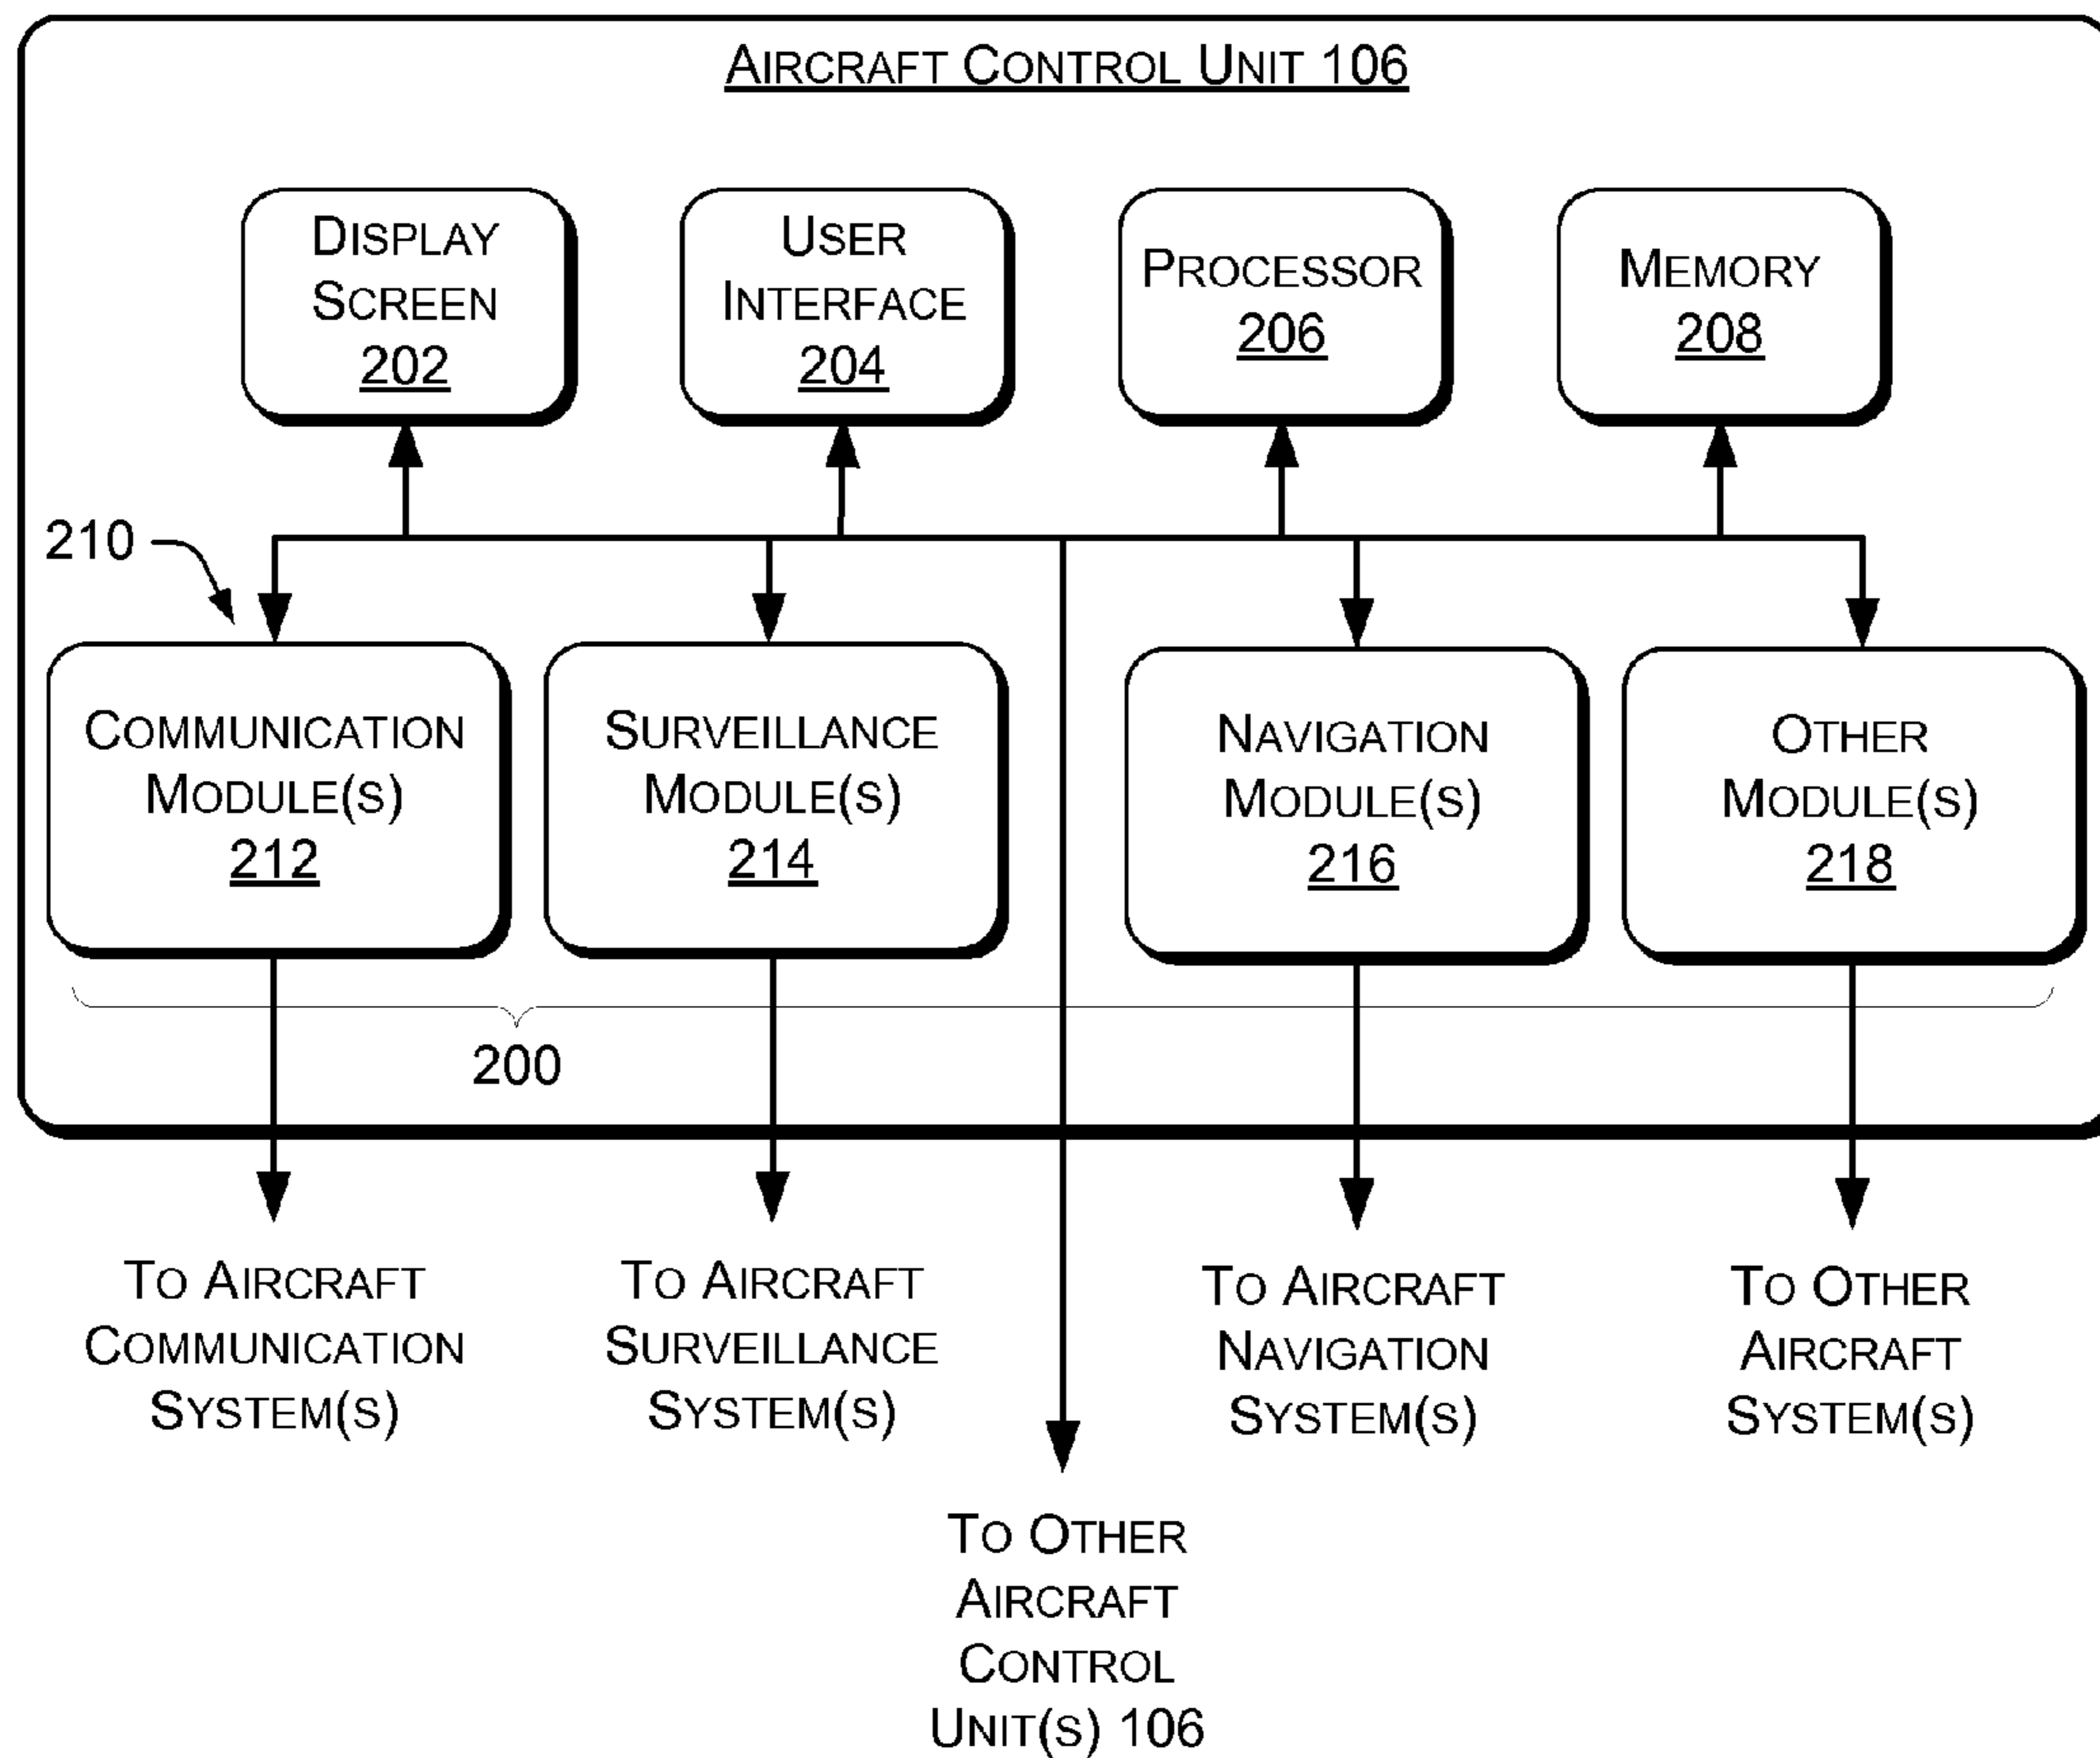 AIRCRAFT CONTROL UNIT 106
DISPLAY
SCREEN
202
USER
INTERFACE
204
PROCESSOR
206
MEMORY
208
210
COMMUNICATION
MODULE(S)
212
SURVEILLANCE
MODULE(S)
214
NAVIGATION
MODULE(S)
216
OTHER
MODULE(S)
218
200
TO AIRCRAFT
COMMUNICATION
SYSTEM(S)
TO AIRCRAFT
SURVEILLANCE
SYSTEM(S)
TO AIRCRAFT
NAVIGATION
SYSTEM(S)
TO OTHER
AIRCRAFT
SYSTEM(S)
TO OTHER
AIRCRAFT
CONTROL
UNIT(S) 106